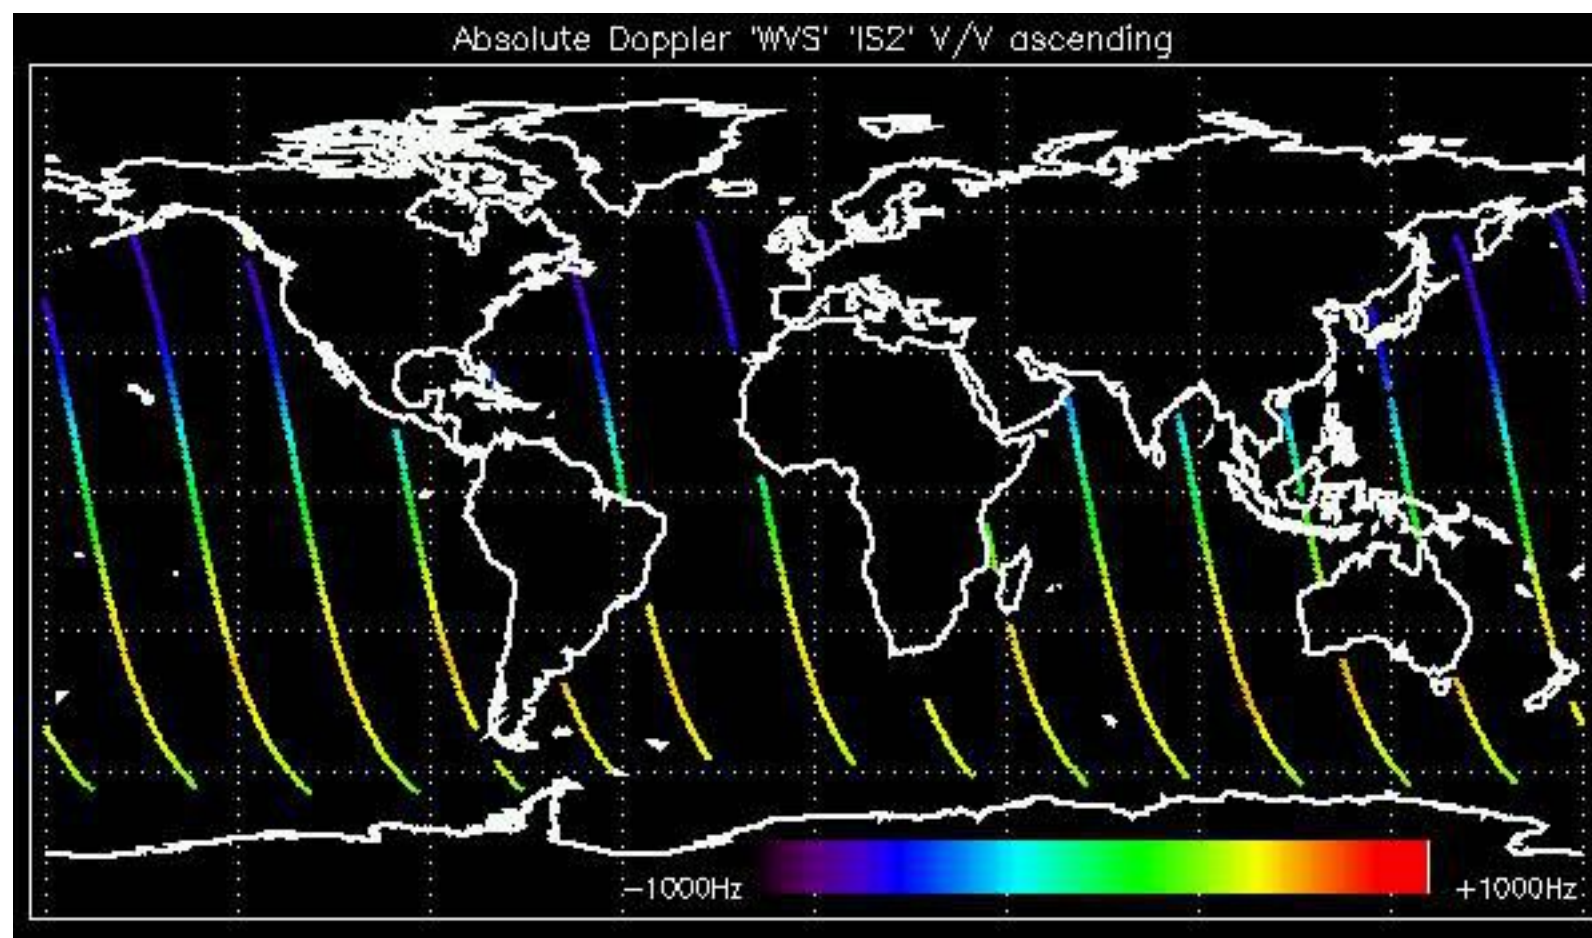 Absolute Doppler 'WVS' 'IS2' V/V ascending
-1000Hz
+1000Hz